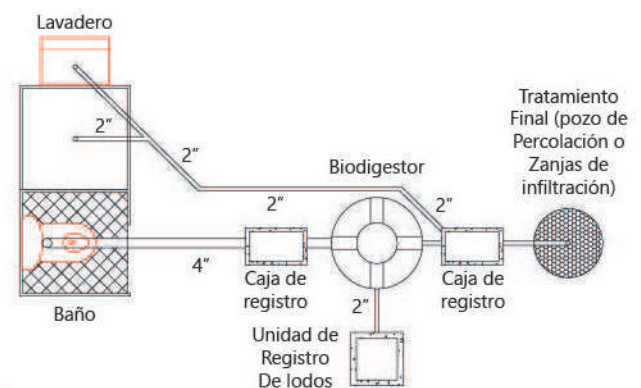 Lavadero
2"
2"
2"
2"
Biodigestor
Tratamiento
Final (pozo de
Percolación o
Zanjas de
infiltración)
4"
Caja de
registro
2"
Caja de
registro
Baño
Unidad de
Registro
De lodos